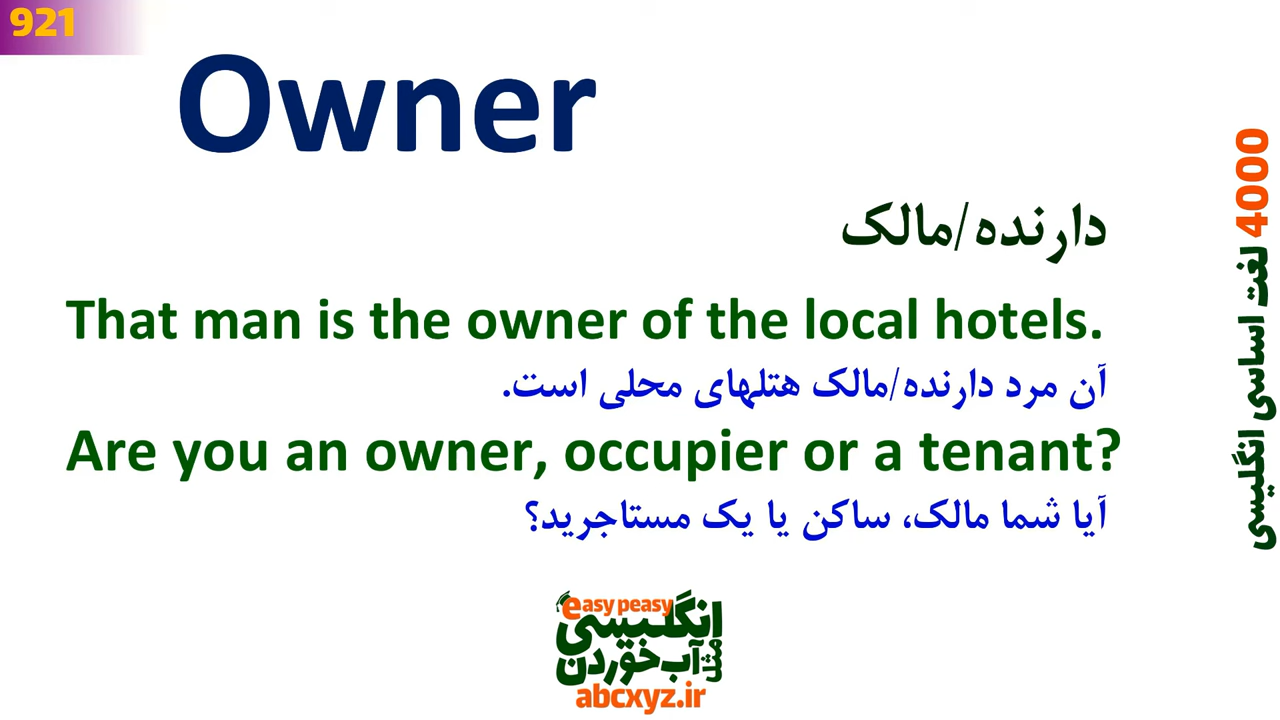 921
Owner
دارنده/مالک
That man is the owner of the local hotels.
آن مرد دارنده/مالک هتلهای محلی است.
Are you an owner, occupier or a tenant?
آیا شما مالک، ساکن یا یک مستاجرید؟
4000 لغت اساسی انگلیسی
easy peasy
انگلیسی
مثل آب خوردن
abcxyz.ir